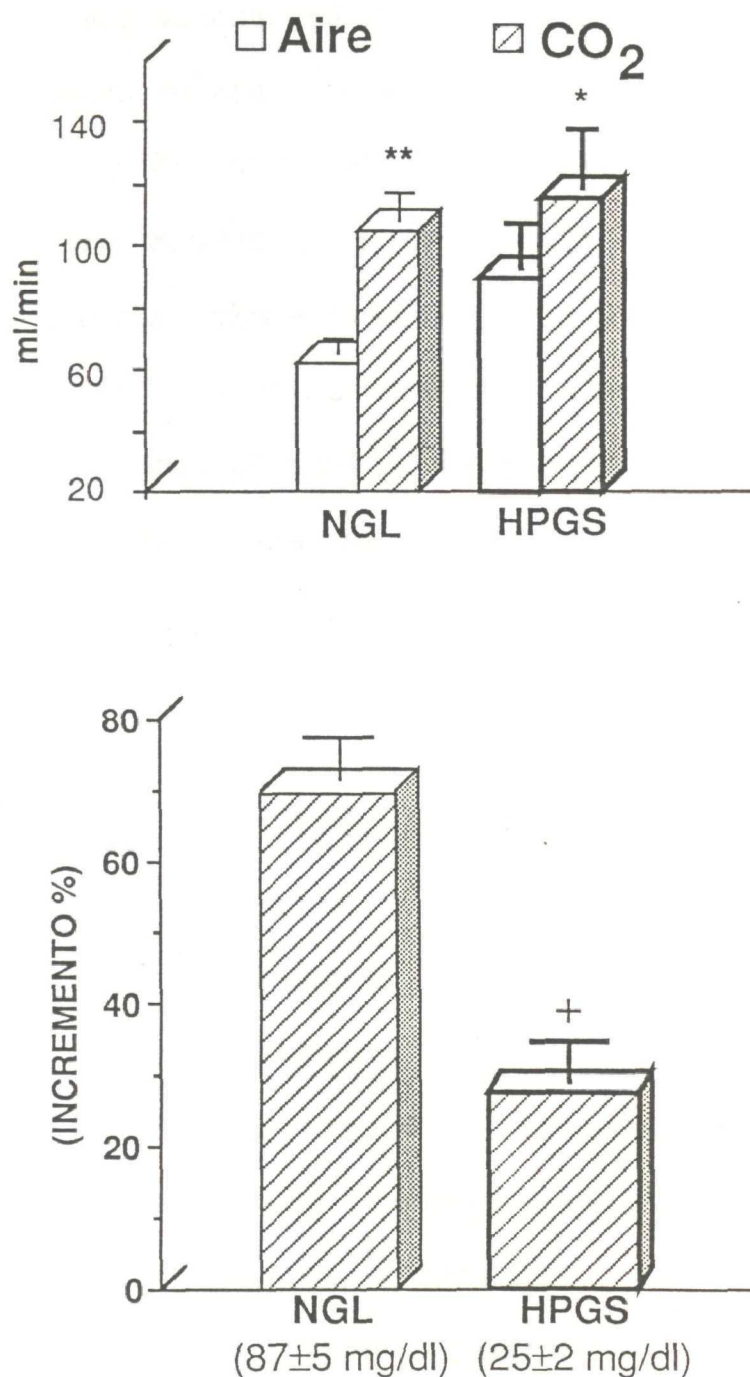 Aire CO2
**
*
140
100
60
20
ml/min
NGL HPGS
80
60
40
20
0
(INCREMENTO %)
+
NGL HPGS
(87±5 mg/dl) (25±2 mg/dl)